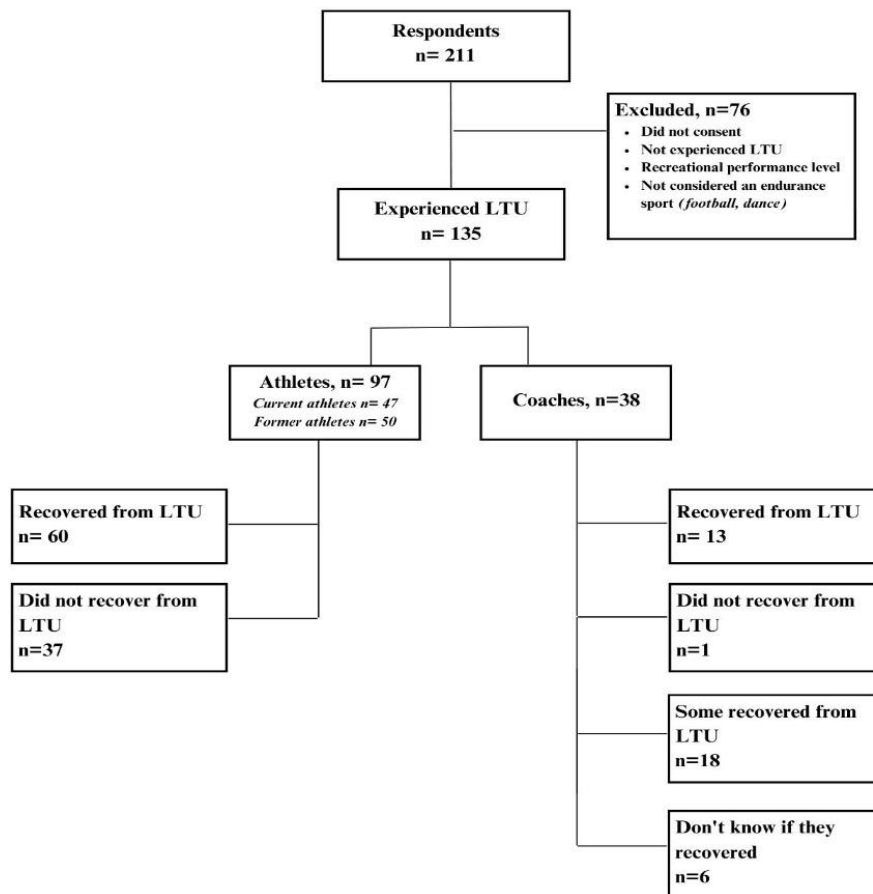 Respondents
n= 211
Excluded, n=76
• Did not consent
• Not experienced LTU
• Recreational performance level
• Not considered an endurance
sport (football, dance)
Experienced LTU
n= 135
Athletes, n= 97
Current athletes n= 47
Former athletes n= 50
Coaches, n=38
Recovered from LTU
n= 60
Did not recover from
LTU
n=37
Recovered from LTU
n= 13
Did not recover from
LTU
n=1
Some recovered from
LTU
n=18
Don't know if they
recovered
n=6